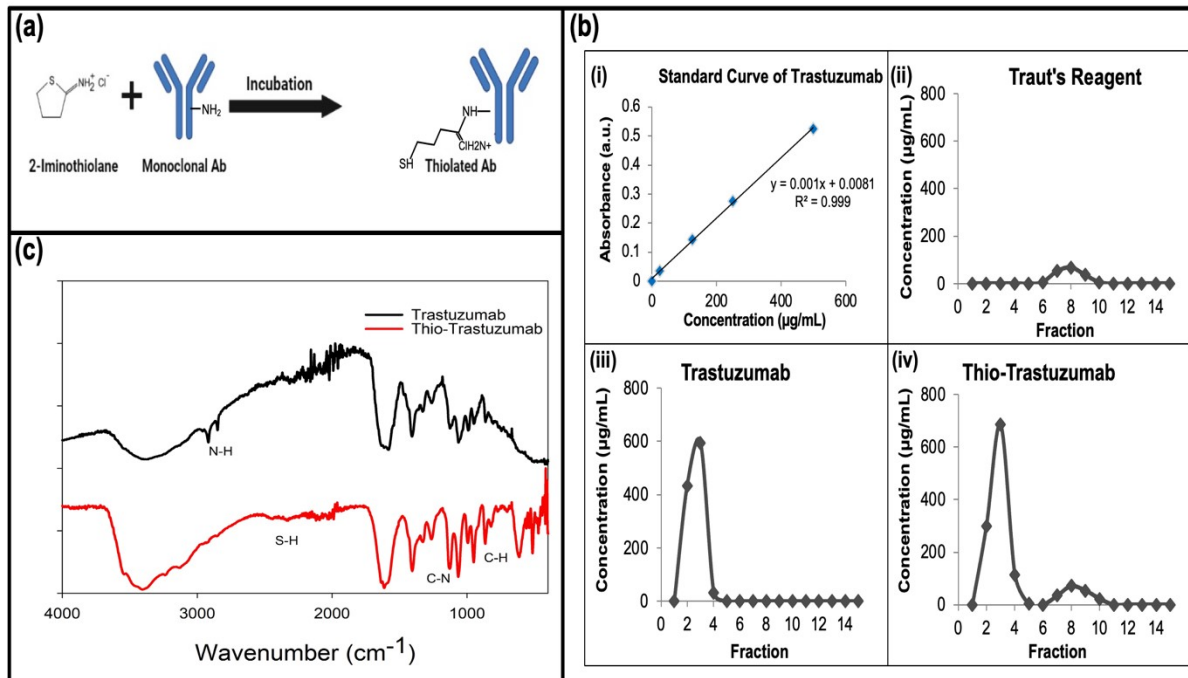 (a)
S
NH₂⁺ Cl⁻
+
NH₂
Incubation
NH
ClH2N+
SH
2-Iminothiolane
Monoclonal Ab
Thiolated Ab
(b)
(i)
Standard Curve of Trastuzumab
Absorbance (a.u.)
0.6
0.5
0.4
0.3
0.2
0.1
0
y = 0.001x + 0.0081
R² = 0.999
0 200 400 600
Concentration (µg/mL)
(ii)
Traut's Reagent
Concentration (µg/mL)
800
600
400
200
0
0 2 4 6 8 10 12 14
Fraction
(iii)
Trastuzumab
Concentration (µg/mL)
800
600
400
200
0
0 2 4 6 8 10 12 14
Fraction
(iv)
Thio-Trastuzumab
Concentration (µg/mL)
800
600
400
200
0
0 2 4 6 8 10 12 14
Fraction
(c)
Trastuzumab
Thio-Trastuzumab
N-H
S-H
C-N
C-H
4000 3000 2000 1000
Wavenumber (cm⁻¹)